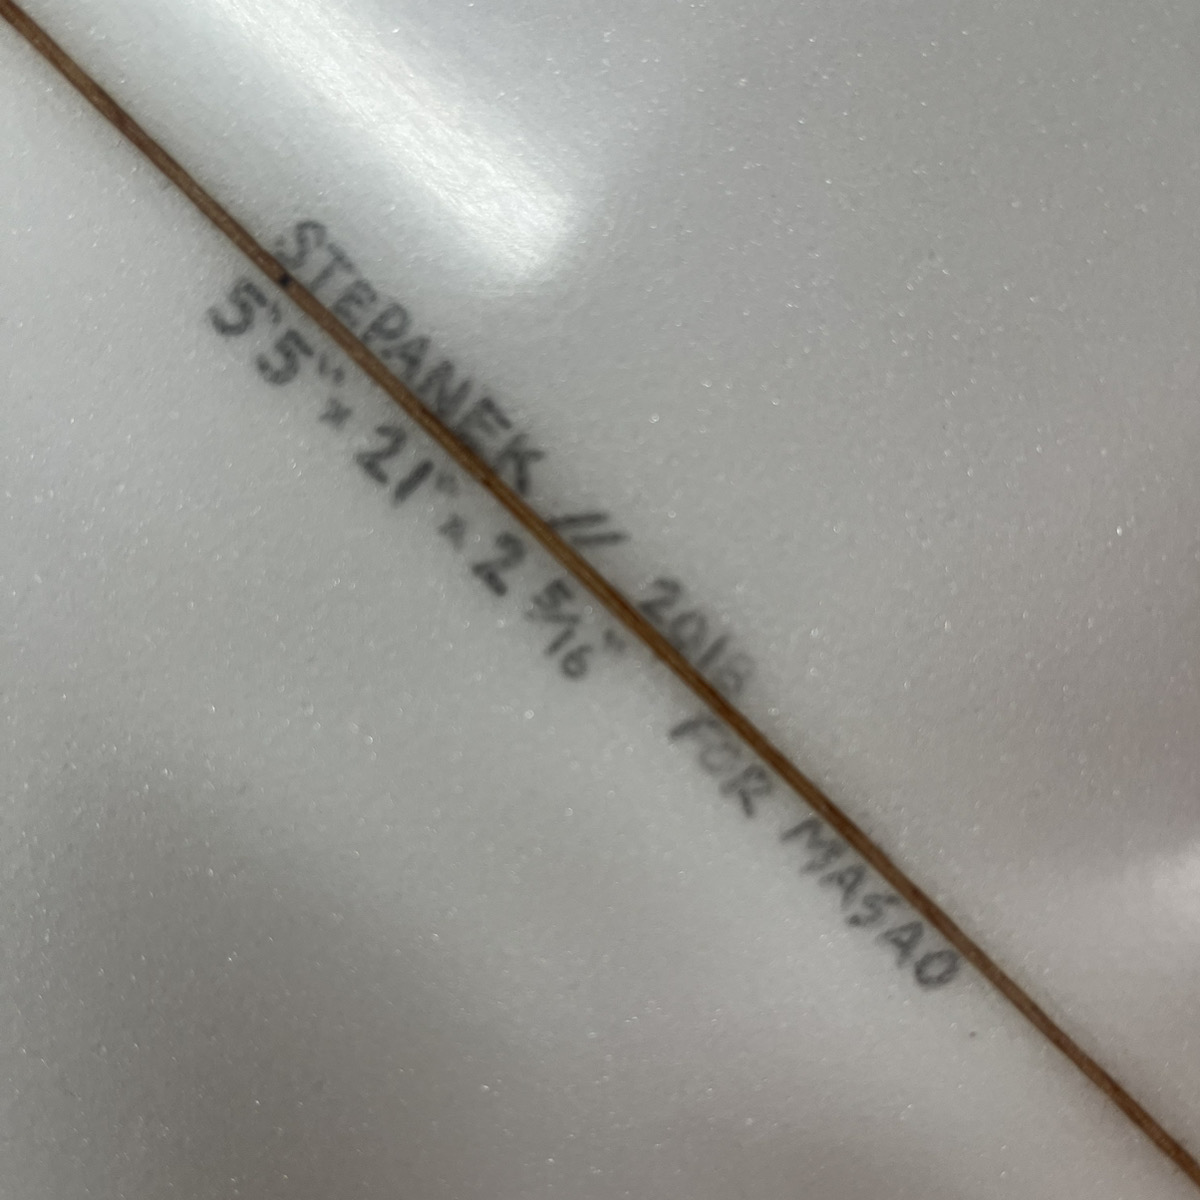 STEPANEK // 2018
5'5" x 21" x 2 5/16"
FOR MASAO